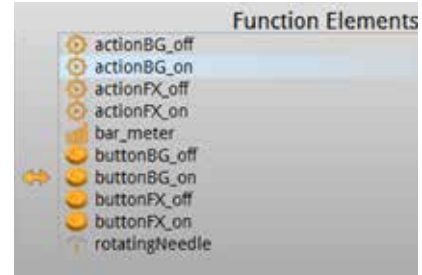 Function Elements
actionBG_off
actionBG_on
actionFX_off
actionFX_on
bar_meter
buttonBG_off
buttonBG_on
buttonFX_off
buttonFX_on
rotatingNeedle